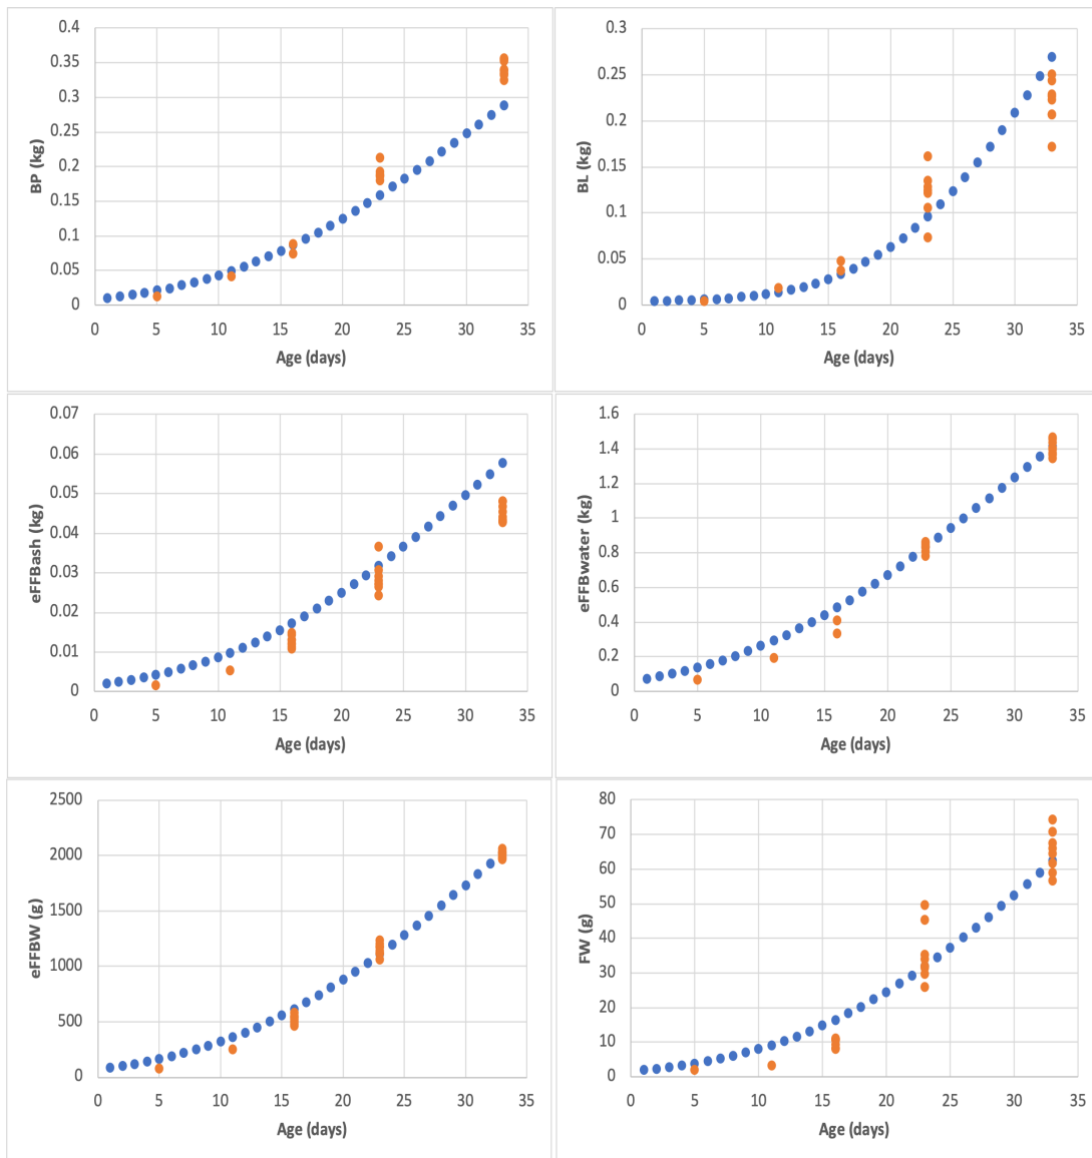 0.4
0.35
0.3
0.25
0.2
0.15
0.1
0.05
0
BP (kg)
0 5 10 15 20 25 30 35
Age (days)
0.3
0.25
0.2
0.15
0.1
0.05
0
BL (kg)
0 5 10 15 20 25 30 35
Age (days)
0.07
0.06
0.05
0.04
0.03
0.02
0.01
0
eFFBash (kg)
0 5 10 15 20 25 30 35
Age (days)
1.6
1.4
1.2
1
0.8
0.6
0.4
0.2
0
eFFBwater (kg)
0 5 10 15 20 25 30 35
Age (days)
2500
2000
1500
1000
500
0
eFFBW (g)
0 5 10 15 20 25 30 35
Age (days)
80
70
60
50
40
30
20
10
0
FW (g)
0 5 10 15 20 25 30 35
Age (days)